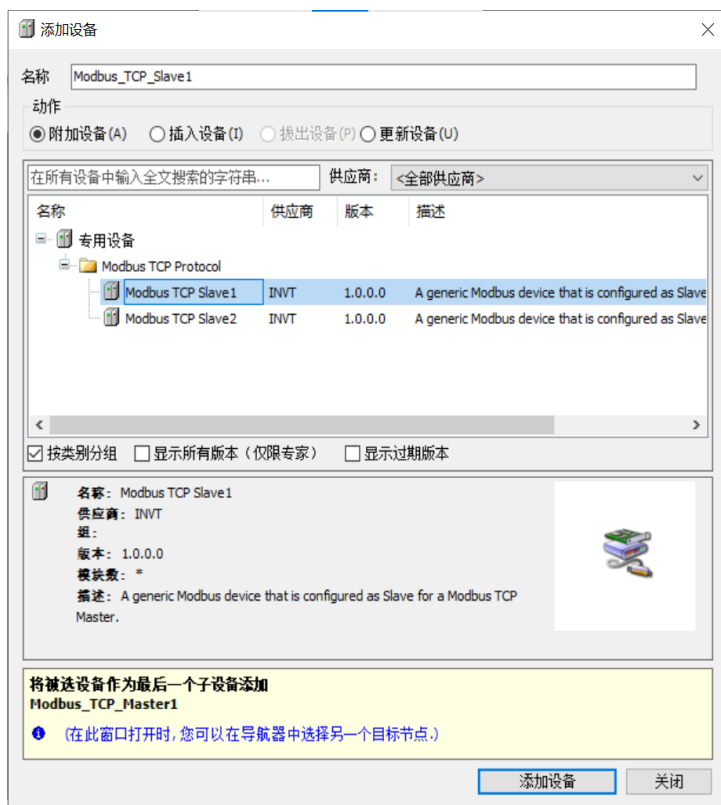 添加设备
名称 Modbus_TCP_Slave1
动作
附加设备(A) 插入设备(I) 拔出设备(P) 更新设备(U)
在所有设备中输入全文搜索的字符串... 供应商: <全部供应商>
名称 供应商 版本 描述
专用设备
Modbus TCP Protocol
Modbus TCP Slave1 INVT 1.0.0.0 A generic Modbus device that is configured as Slave
Modbus TCP Slave2 INVT 1.0.0.0 A generic Modbus device that is configured as Slave
按类别分组 显示所有版本(仅限专家) 显示过期版本
名称: Modbus TCP Slave1
供应商: INVT
组:
版本: 1.0.0.0
模块数: *
描述: A generic Modbus device that is configured as Slave for a Modbus TCP
Master.
将被选设备作为最后一个子设备添加
Modbus_TCP_Master1
(在此窗口打开时,您可以在导航器中选择另一个目标节点.)
添加设备 关闭